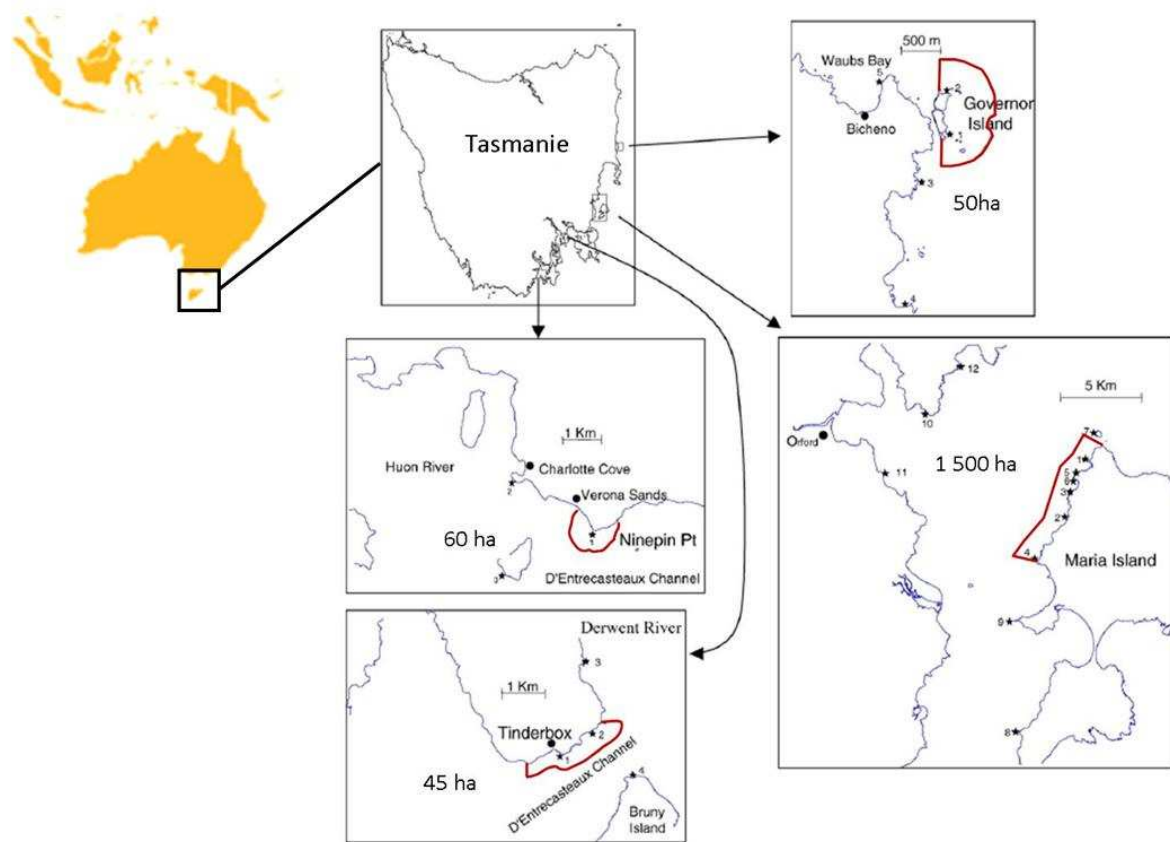 Tasmanie
500 m
Waubs Bay
5
2
Governor
Island
Bicheno
1
3
50ha
4
1 Km
Huon River
Charlotte Cove
2
Verona Sands
60 ha
1
Ninepin Pt
3
D'Entrecasteaux Channel
12
5 Km
10
7
Orford
1 500 ha
1
11
5
6
3
2
4
Maria Island
9
8
Derwent River
3
1 Km
Tinderbox
2
1
45 ha
D'Entrecasteaux Channel
4
Bruny
Island